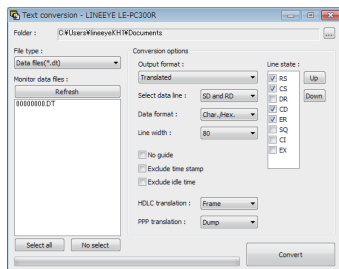 Text conversion - LINEEYE LE-PC300R
Folder : C:¥Users¥lineeyeKH1¥Documents ...
File type :
Data files(*.dt)
Monitor data files :
Refresh
00000000.DT
Select all No select
Conversion options
Output format :
Translated
Select data line : SD and RD
Data format : Char./Hex.
Line width : 80
No guide
Exclude time stamp
Exclude idle time
HDLC translation : Frame
PPP translation : Dump
Line state :
RS
CS
DR
CD
ER
SQ
CI
EX
Up
Down
Convert